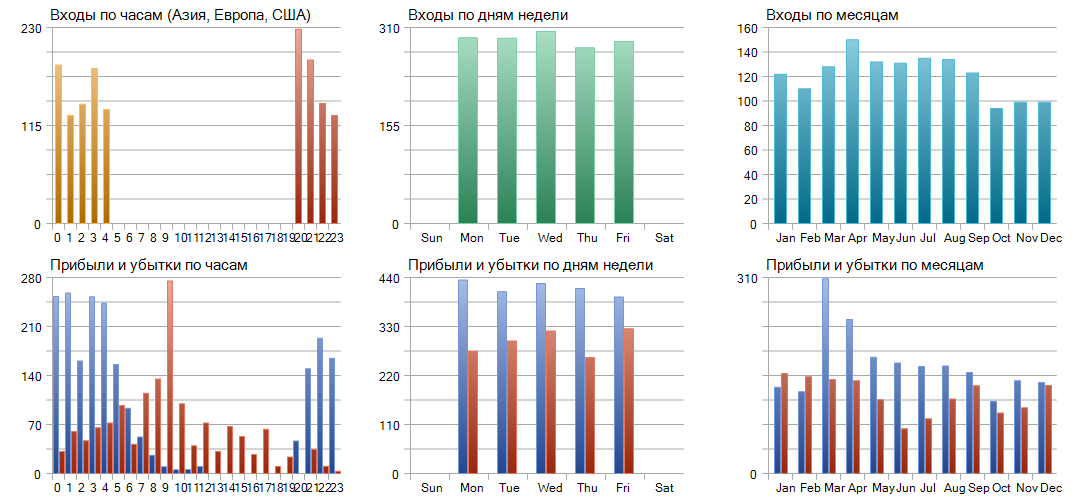 Входы по часам (Азия, Европа, США)
230
115
0
0 1 2 3 4 5 6 7 8 9 10 11 12 13 14 15 16 17 18 19 20 21 22 23
Входы по дням недели
310
155
0
Sun Mon Tue Wed Thu Fri Sat
Входы по месяцам
160
140
120
100
80
60
40
20
0
Jan Feb Mar Apr May Jun Jul Aug Sep Oct Nov Dec
Прибыли и убытки по часам
280
210
140
70
0
0 1 2 3 4 5 6 7 8 9 10 11 12 13 14 15 16 17 18 19 20 21 22 23
Прибыли и убытки по дням недели
440
330
220
110
0
Sun Mon Tue Wed Thu Fri Sat
Прибыли и убытки по месяцам
310
0
Jan Feb Mar Apr May Jun Jul Aug Sep Oct Nov Dec